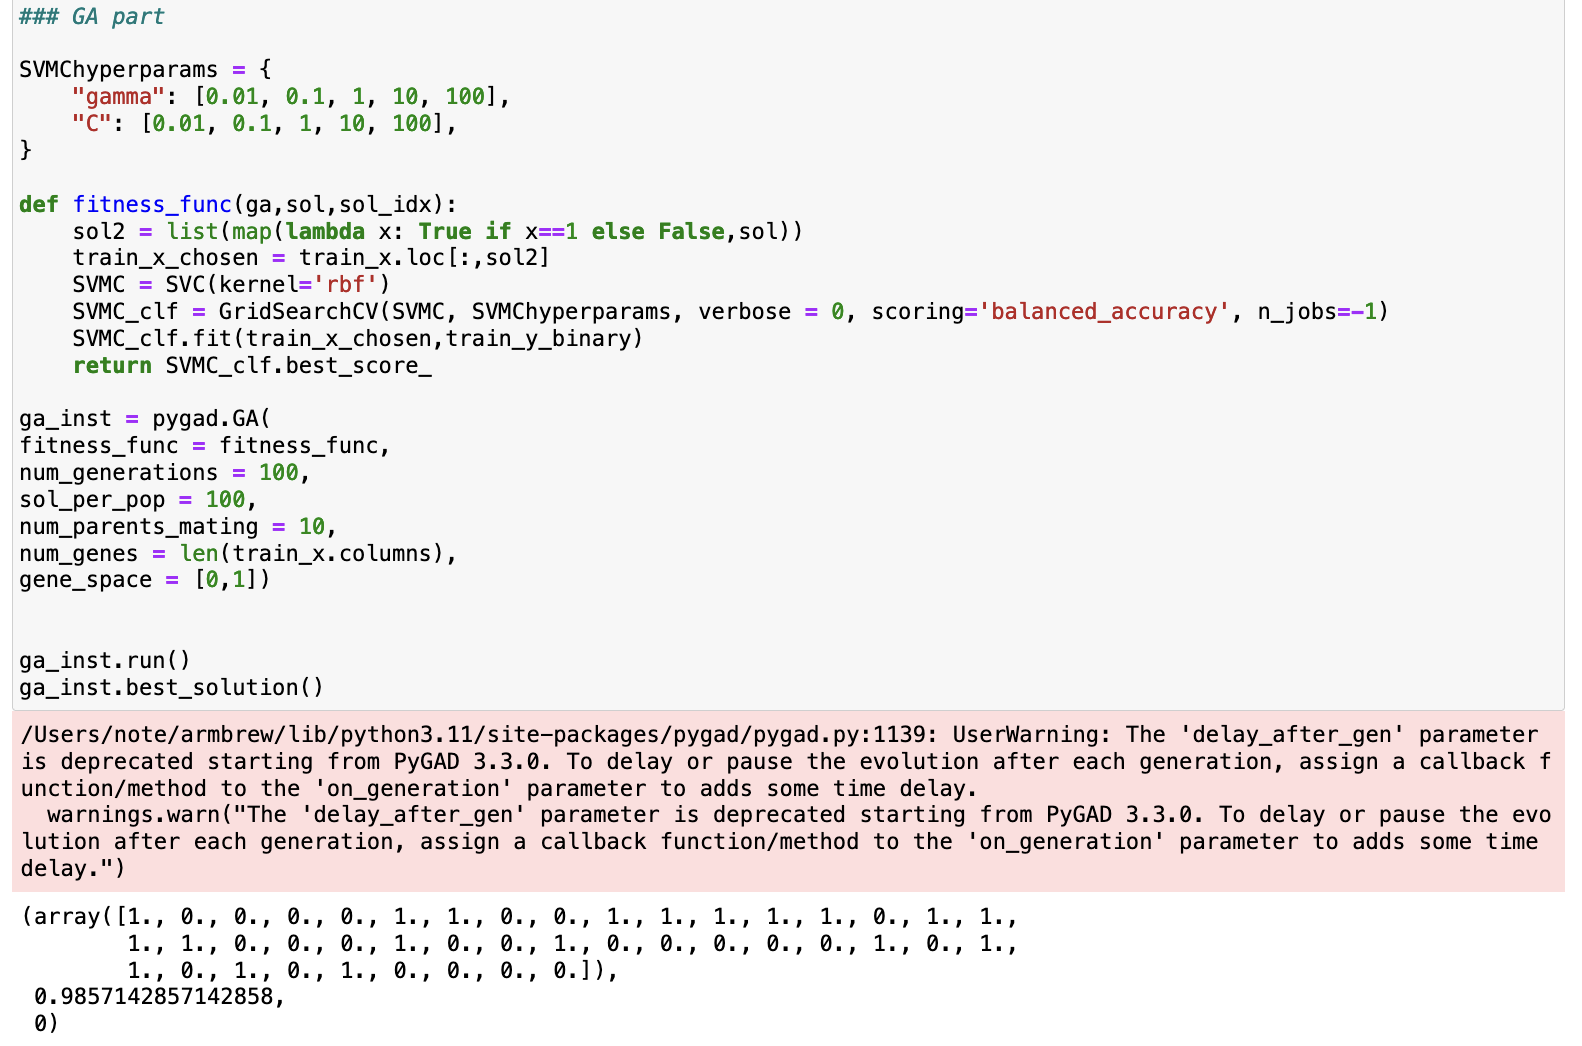 ### GA part
SVMChyperparams = {
    "gamma": [0.01, 0.1, 1, 10, 100],
    "C": [0.01, 0.1, 1, 10, 100],
}
def fitness_func(ga,sol,sol_idx):
    sol2 = list(map(lambda x: True if x==1 else False,sol))
    train_x_chosen = train_x.loc[:,sol2]
    SVMC = SVC(kernel='rbf')
    SVMC_clf = GridSearchCV(SVMC, SVMChyperparams, verbose = 0, scoring='balanced_accuracy', n_jobs=-1)
    SVMC_clf.fit(train_x_chosen,train_y_binary)
    return SVMC_clf.best_score_
ga_inst = pygad.GA(
fitness_func = fitness_func,
num_generations = 100,
sol_per_pop = 100,
num_parents_mating = 10,
num_genes = len(train_x.columns),
gene_space = [0,1])
ga_inst.run()
ga_inst.best_solution()
/Users/note/armbrew/lib/python3.11/site-packages/pygad/pygad.py:1139: UserWarning: The 'delay_after_gen' parameter
is deprecated starting from PyGAD 3.3.0. To delay or pause the evolution after each generation, assign a callback f
unction/method to the 'on_generation' parameter to adds some time delay.
  warnings.warn("The 'delay_after_gen' parameter is deprecated starting from PyGAD 3.3.0. To delay or pause the evo
lution after each generation, assign a callback function/method to the 'on_generation' parameter to adds some time
delay.")
(array([1., 0., 0., 0., 0., 1., 1., 0., 0., 1., 1., 1., 1., 1., 0., 1., 1.,
        1., 1., 0., 0., 0., 1., 0., 0., 1., 0., 0., 0., 0., 0., 1., 0., 1.,
        1., 0., 1., 0., 1., 0., 0., 0., 0.]),
 0.9857142857142858,
 0)